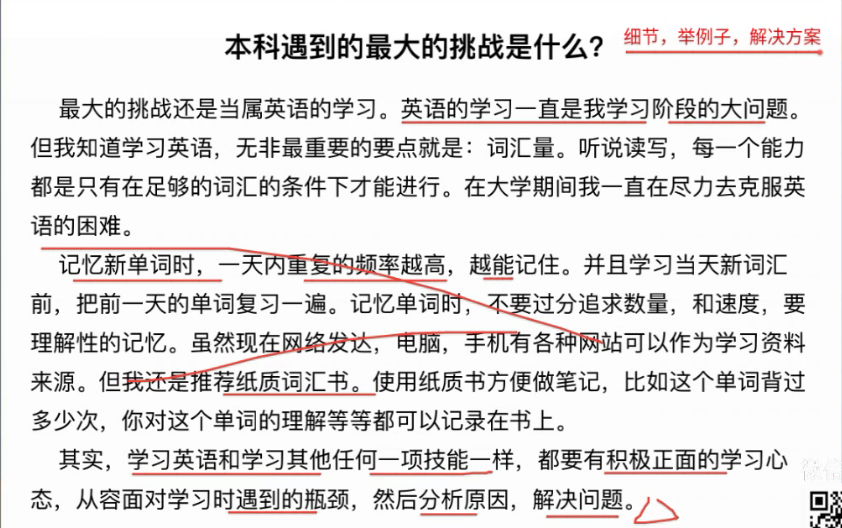 本科遇到的最大的挑战是什么？
细节，举例子，解决方案
最大的挑战还是当属英语的学习。英语的学习一直是我学习阶段的大问题。
但我知道学习英语，无非最重要的要点就是：词汇量。听说读写，每一个能力
都是只有在足够的词汇的条件下才能进行。在大学期间我一直在尽力去克服英
语的困难。
记忆新单词时，一天内重复的频率越高，越能记住。并且学习当天新词汇
前，把前一天的单词复习一遍。记忆单词时，不要过分追求数量，和速度，要
理解性的记忆。虽然现在网络发达，电脑，手机有各种网站可以作为学习资料
来源。但我还是推荐纸质词汇书。使用纸质书方便做笔记，比如这个单词背过
多少次，你对这个单词的理解等等都可以记录在书上。
其实，学习英语和学习其他任何一项技能一样，都要有积极正面的学习心
态，从容面对学习时遇到的瓶颈，然后分析原因，解决问题。